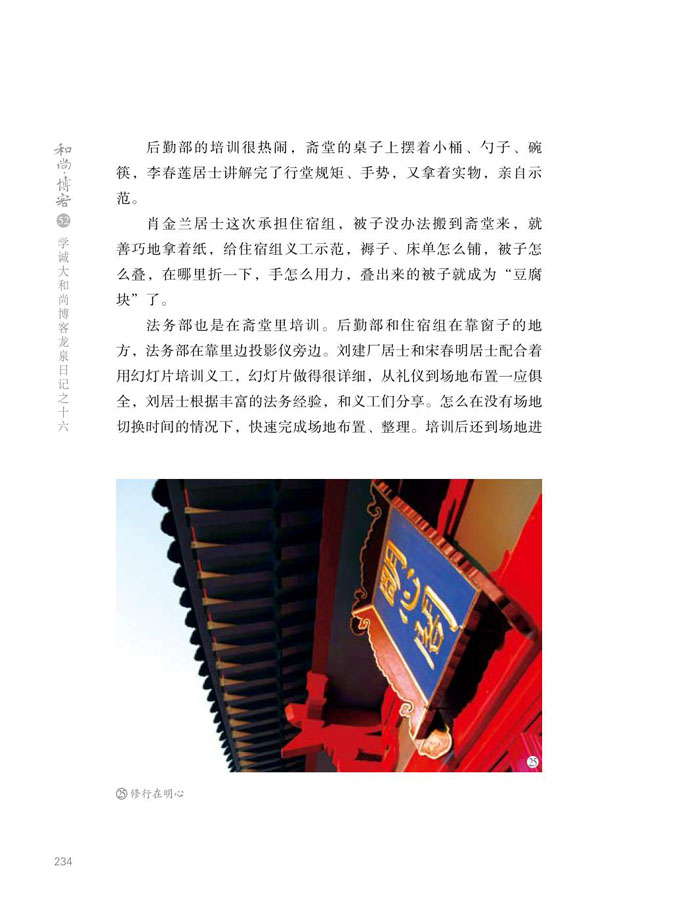 和尚·博客
52
学诚大和尚博客龙泉日记之十六
后勤部的培训很热闹，斋堂的桌子上摆着小桶、勺子、碗
筷，李春莲居士讲解完了行堂规矩、手势，又拿着实物，亲自示
范。
肖金兰居士这次承担住宿组，被子没办法搬到斋堂来，就
善巧地拿着纸，给住宿组义工示范，褥子、床单怎么铺，被子怎
么叠，在哪里折一下，手怎么用力，叠出来的被子就成为“豆腐
块”了。
法务部也是在斋堂里培训。后勤部和住宿组在靠窗子的地
方，法务部在靠里边投影仪旁边。刘建厂居士和宋春明居士配合着
用幻灯片培训义工，幻灯片做得很详细，从礼仪到场地布置一应俱
全，刘居士根据丰富的法务经验，和义工们分享。怎么在没有场地
切换时间的情况下，快速完成场地布置、整理。培训后还到场地进
明心阁
㉕
㉕ 修行在明心
234